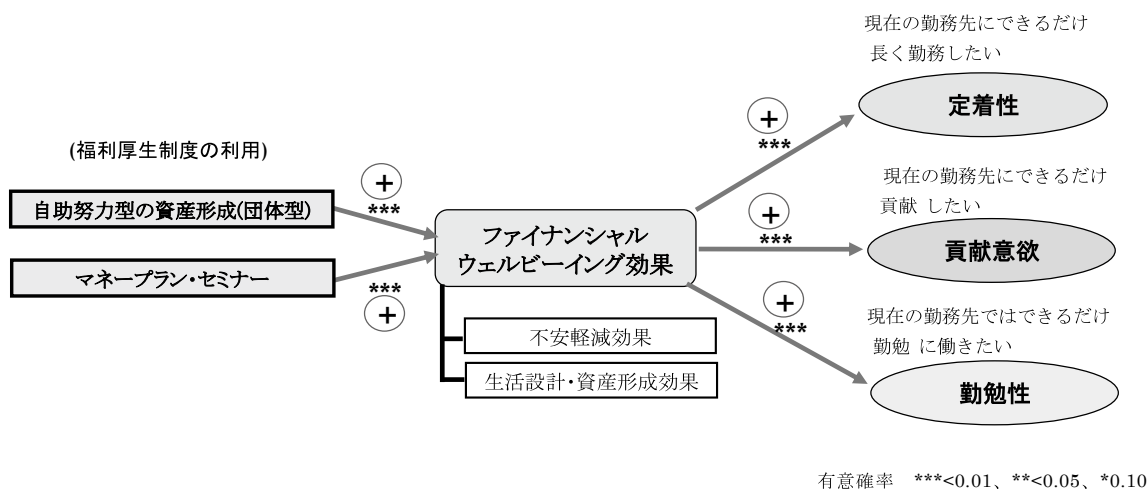 現在の勤務先にできるだけ
長く勤務したい
定着性
+
***
(福利厚生制度の利用)
+
***
自助努力型の資産形成(団体型)
マネープラン・セミナー
***
+
ファイナンシャル
ウェルビーイング効果
不安軽減効果
生活設計・資産形成効果
現在の勤務先にできるだけ
貢献 したい
+
***
貢献意欲
+
***
現在の勤務先ではできるだけ
勤勉 に働きたい
勤勉性
有意確率 ***<0.01、**<0.05、*0.10